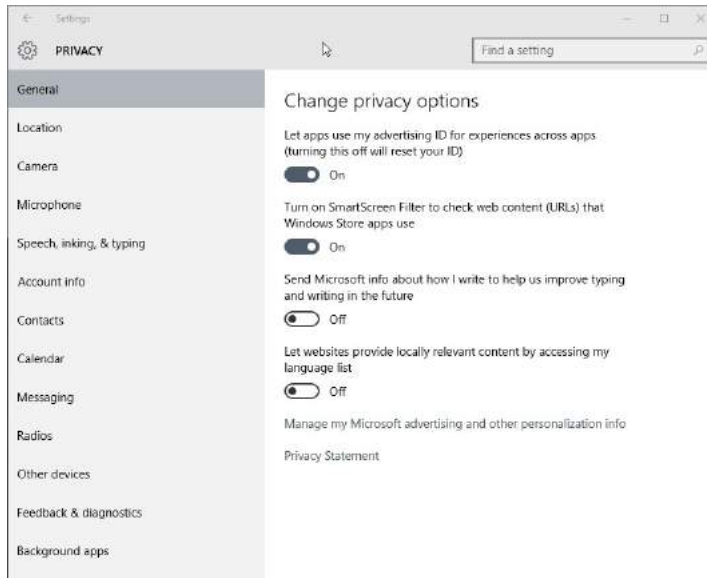 Settings
PRIVACY
Find a setting
General
Location
Camera
Microphone
Speech, inking, & typing
Account info
Contacts
Calendar
Messaging
Radios
Other devices
Feedback & diagnostics
Background apps
Change privacy options
Let apps use my advertising ID for experiences across apps
(turning this off will reset your ID)
On
Turn on SmartScreen Filter to check web content (URLs) that
Windows Store apps use
On
Send Microsoft info about how I write to help us improve typing
and writing in the future
Off
Let websites provide locally relevant content by accessing my
language list
Off
Manage my Microsoft advertising and other personalization info
Privacy Statement